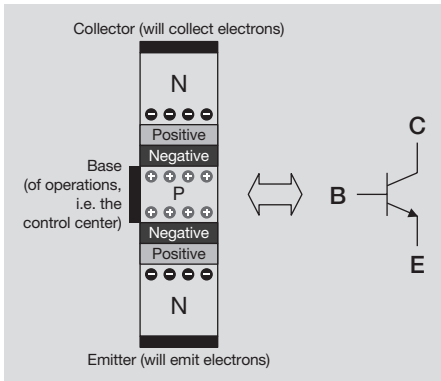 Collector (will collect electrons)
N
Positive
Negative
Base
(of operations,
i.e. the
control center)
P
Negative
Positive
N
Emitter (will emit electrons)
C
B
E